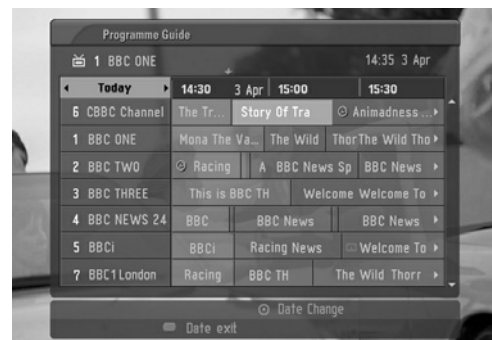 Programme Guide
1 BBC ONE 14:35 3 Apr
Today 14:30 3 Apr 15:00 15:30
6 CBBC Channel The Tr... Story Of Tra Animadness ...
1 BBC ONE Mona The Va... The Wild Thor The Wild Tho
2 BBC TWO Racing A BBC News Sp BBC News
3 BBC THREE This is BBC TH Welcome Welcome To
4 BBC NEWS 24 BBC BBC News BBC News
5 BBCi BBCi Racing News Welcome To
7 BBC1 London Racing BBC TH The Wild Thorr
Date Change
Date exit